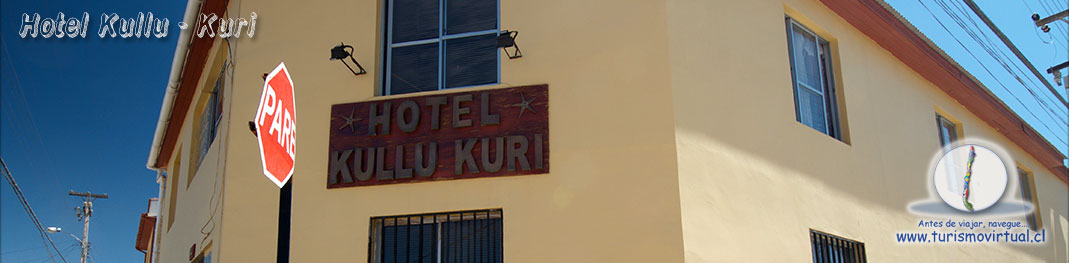 Hotel Kullu - Kuri
PARE
HOTEL
KULLU KURI
Antes de viajar, navegue...
www.turismovirtual.cl